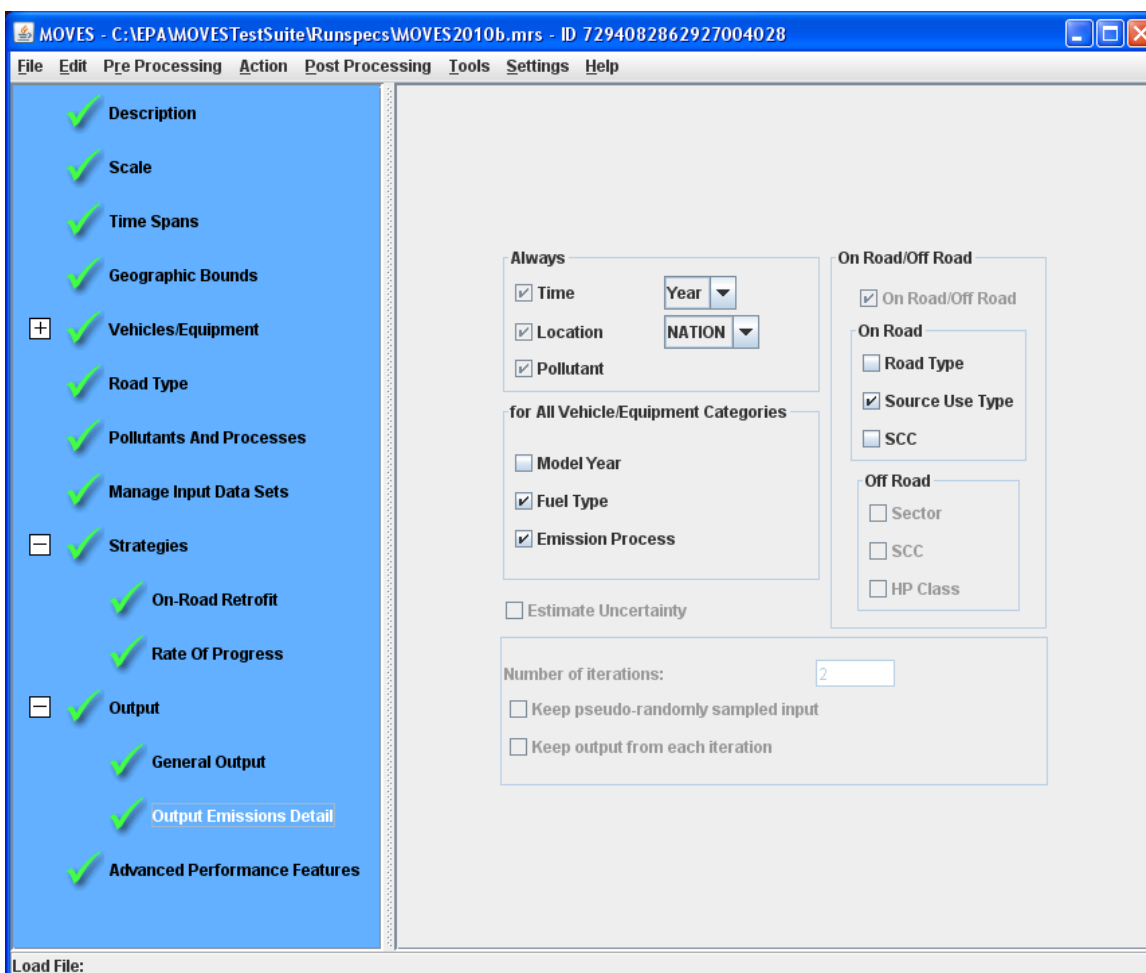 MOVES - C:\EPA\MOVESTestSuite\Runspecs\MOVES2010b.mrs - ID 7294082862927004028
File Edit Pre Processing Action Post Processing Tools Settings Help
Description
Scale
Time Spans
Geographic Bounds
Vehicles/Equipment
Road Type
Pollutants And Processes
Manage Input Data Sets
Strategies
On-Road Retrofit
Rate Of Progress
Output
General Output
Output Emissions Detail
Advanced Performance Features
Always
Time Year
Location NATION
Pollutant
for All Vehicle/Equipment Categories
Model Year
Fuel Type
Emission Process
Estimate Uncertainty
On Road/Off Road
On Road/Off Road
On Road
Road Type
Source Use Type
SCC
Off Road
Sector
SCC
HP Class
Number of iterations: 2
Keep pseudo-randomly sampled input
Keep output from each iteration
Load File: